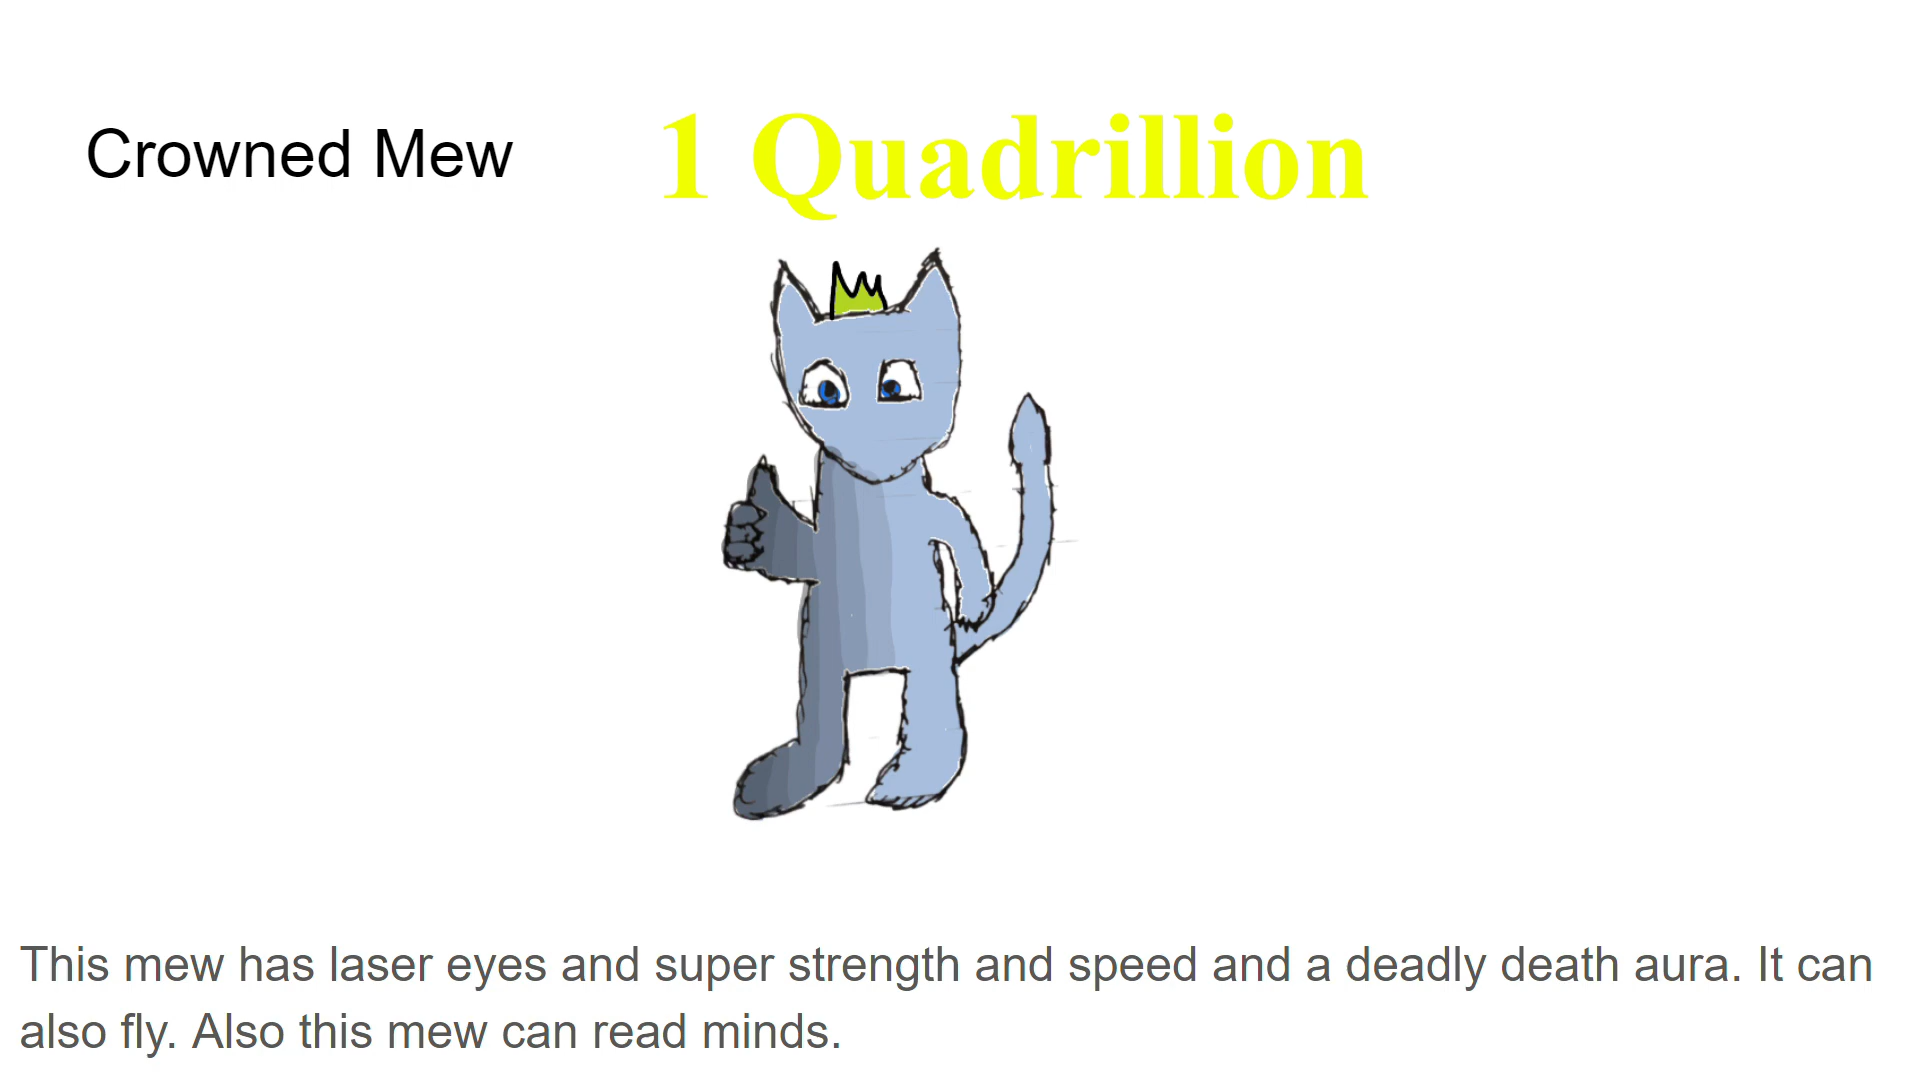 Crowned Mew
1 Quadrillion
This mew has laser eyes and super strength and speed and a deadly death aura. It can
also fly. Also this mew can read minds.